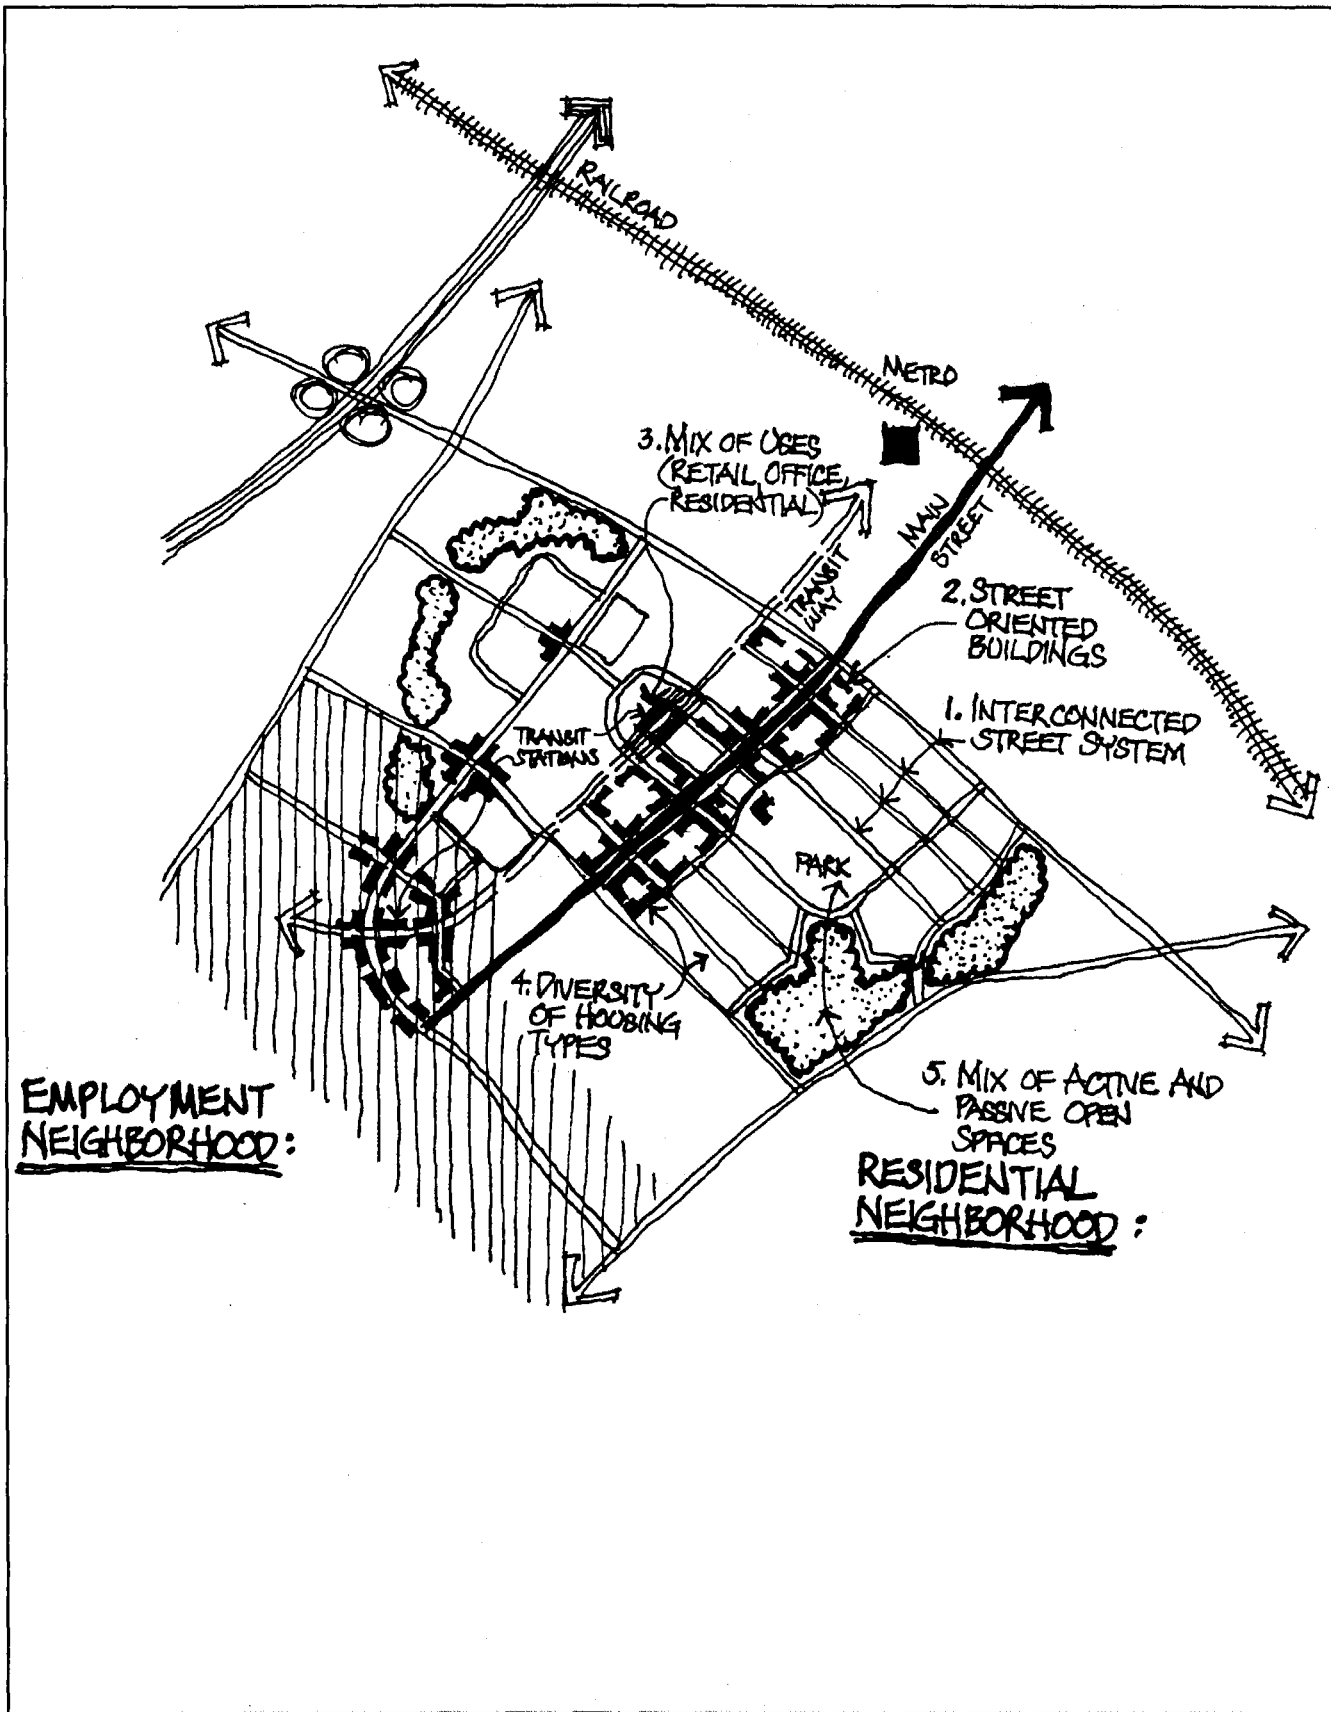 RAILROAD
METRO
3. MIX OF USES
(RETAIL, OFFICE,
RESIDENTIAL)
MAIN
STREET
TRANSIT
WAY
2. STREET
ORIENTED
BUILDINGS
1. INTERCONNECTED
STREET SYSTEM
TRANSIT
STATIONS
PARK
4. DIVERSITY
OF HOUSING
TYPES
5. MIX OF ACTIVE AND
PASSIVE OPEN
SPACES
EMPLOYMENT
NEIGHBORHOOD:
RESIDENTIAL
NEIGHBORHOOD: